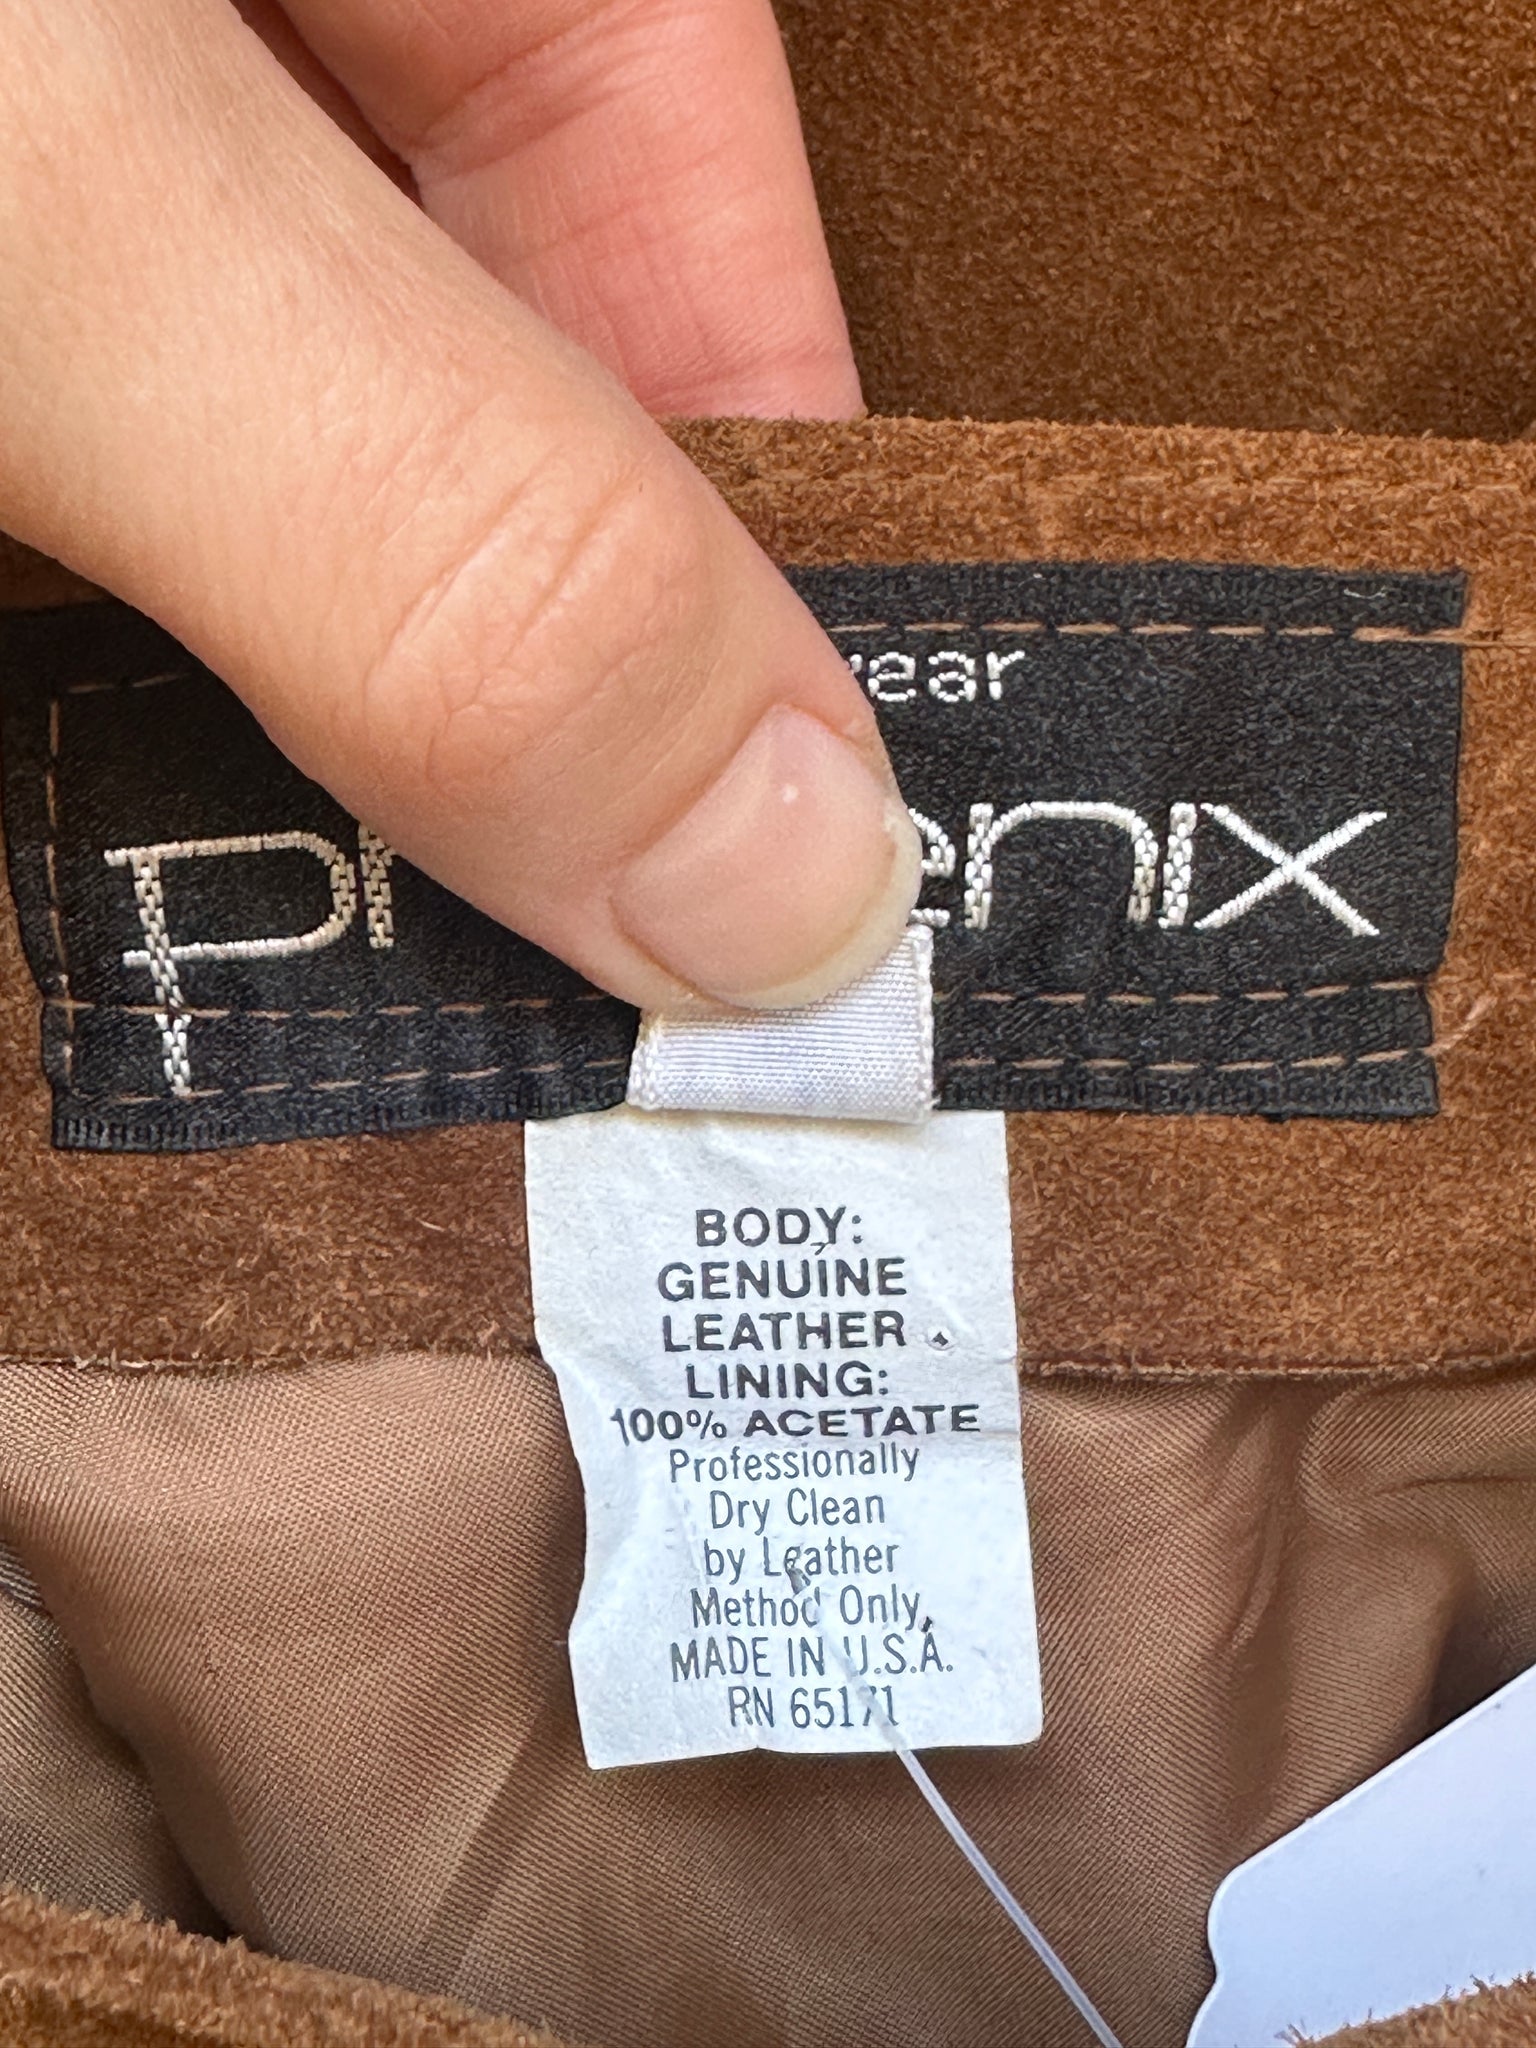 BODY:
GENUINE
LEATHER
LINING:
100% ACETATE
Professionally
Dry Clean
by Leather
Method Only,
MADE IN U.S.A.
RN 65171